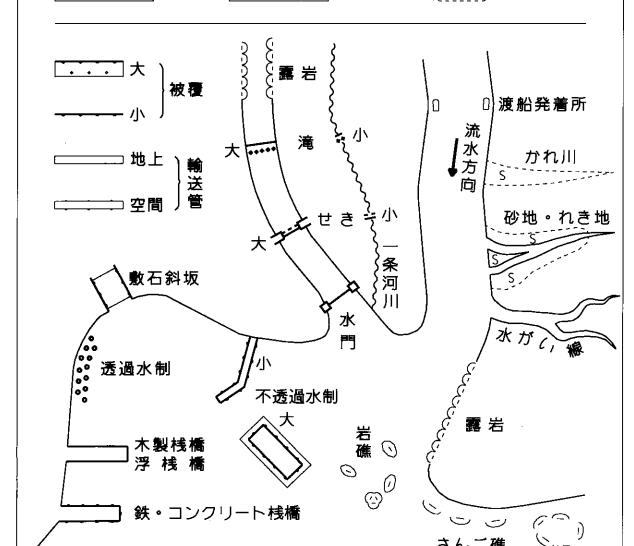 大
小
被覆
地上
空間
輸送管
露岩
大
滝
小
大
せき
小
一条河川
水門
渡船発着所
流水方向
かれ川
S
砂地・れき地
S
S
S
水がい線
敷石斜坂
透過水制
小
不透過水制
大
木製桟橋
浮桟橋
鉄・コンクリート桟橋
岩礁
露岩
さんご礁